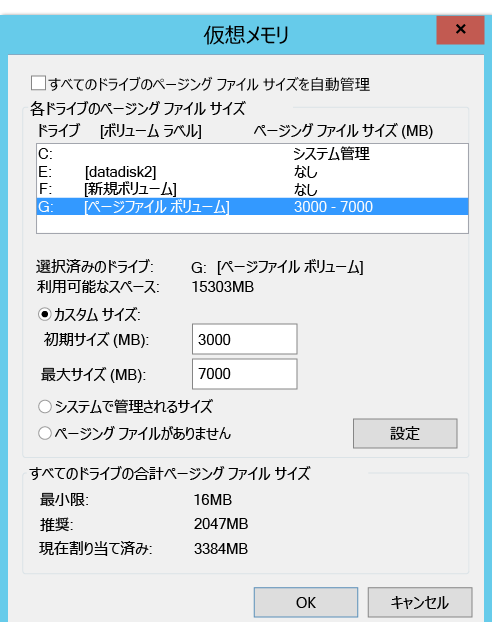 仮想メモリ
×
すべてのドライブのページング ファイル サイズを自動管理
各ドライブのページング ファイル サイズ
ドライブ [ボリューム ラベル] ページング ファイル サイズ (MB)
C: システム管理
E: [datadisk2] なし
F: [新規ボリューム] なし
G: [ページファイル ボリューム] 3000 - 7000
選択済みのドライブ: G: [ページファイル ボリューム]
利用可能なスペース: 15303MB
カスタム サイズ:
初期サイズ (MB): 3000
最大サイズ (MB): 7000
システムで管理されるサイズ
ページング ファイルがありません 設定
すべてのドライブの合計ページング ファイル サイズ
最小限: 16MB
推奨: 2047MB
現在割り当て済み: 3384MB
OK キャンセル